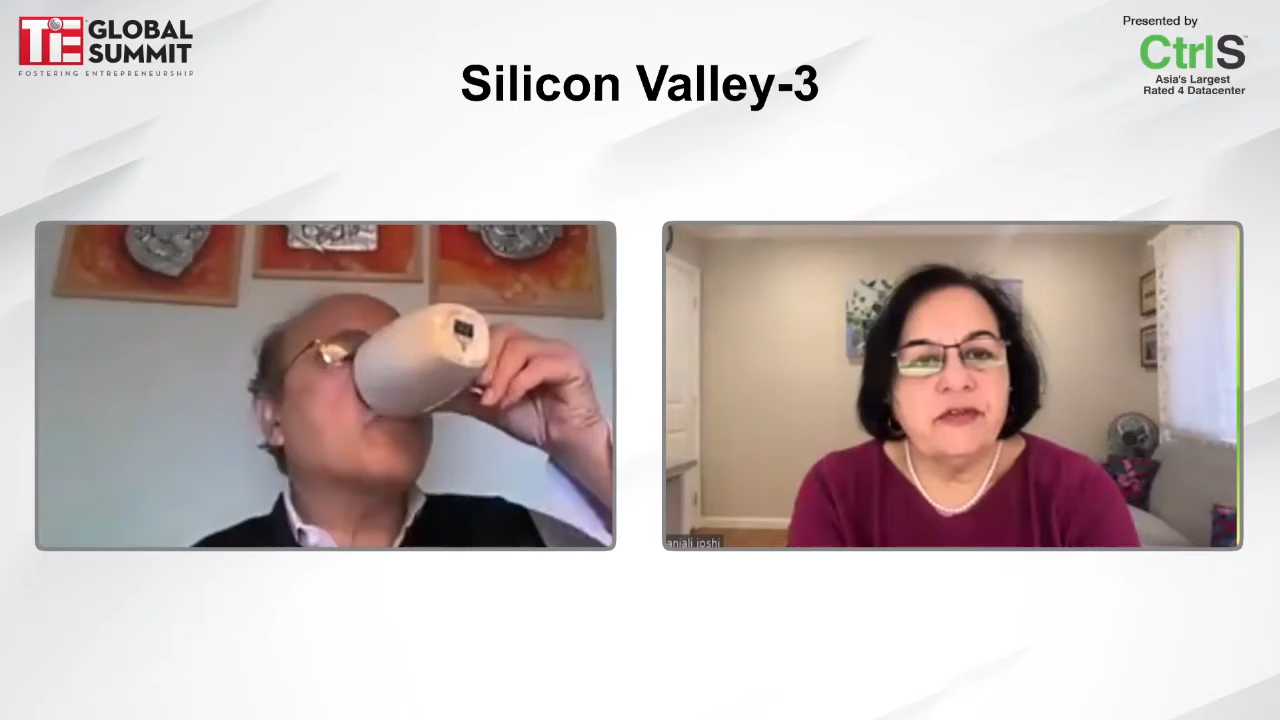 TiE GLOBAL
SUMMIT
FOSTERING ENTREPRENEURSHIP
Presented by
CtrlS
Asia's Largest
Rated 4 Datacenter
Silicon Valley-3
anjali joshi